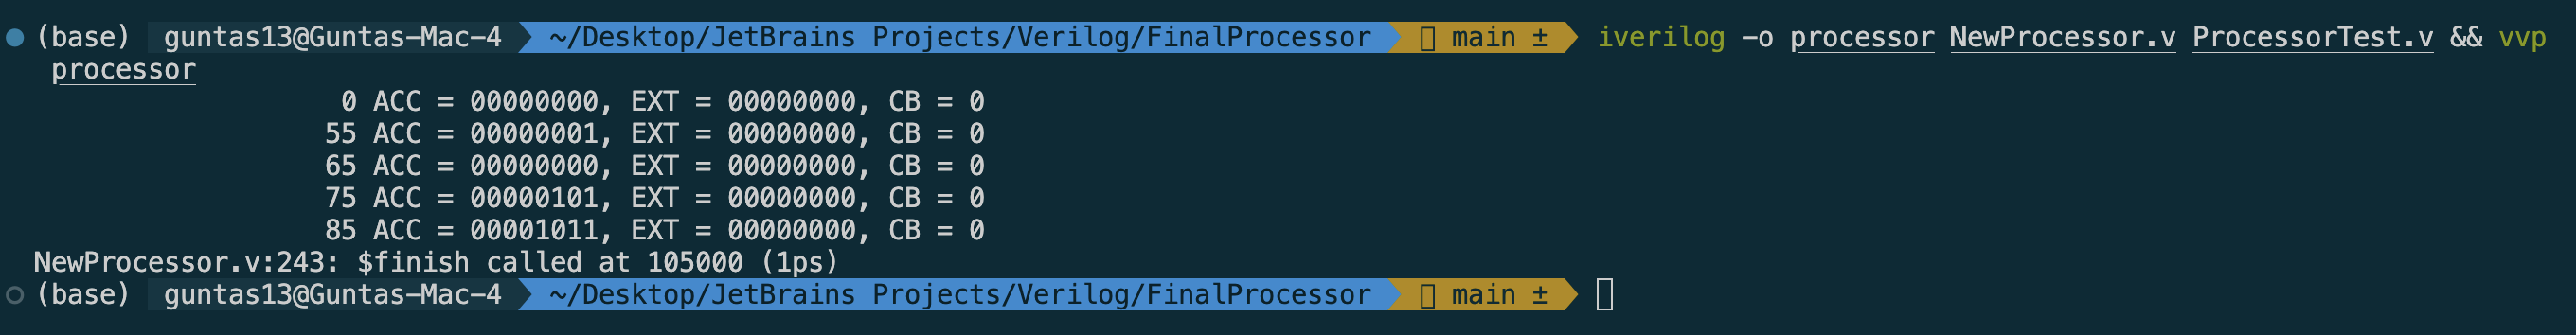 (base) guntas13@Guntas-Mac-4 ~/Desktop/JetBrains Projects/Verilog/FinalProcessor main ± iverilog -o processor NewProcessor.v ProcessorTest.v && vvp
processor
0 ACC = 00000000, EXT = 00000000, CB = 0
55 ACC = 00000001, EXT = 00000000, CB = 0
65 ACC = 00000000, EXT = 00000000, CB = 0
75 ACC = 00000101, EXT = 00000000, CB = 0
85 ACC = 00001011, EXT = 00000000, CB = 0
NewProcessor.v:243: $finish called at 105000 (1ps)
(base) guntas13@Guntas-Mac-4 ~/Desktop/JetBrains Projects/Verilog/FinalProcessor main ±